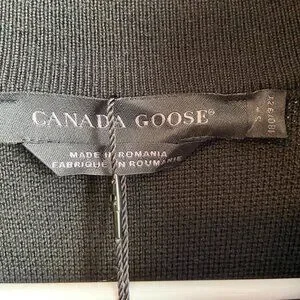 CANADA GOOSE®
MADE IN ROMANIA
FABRIQUÉ EN ROUMANIE